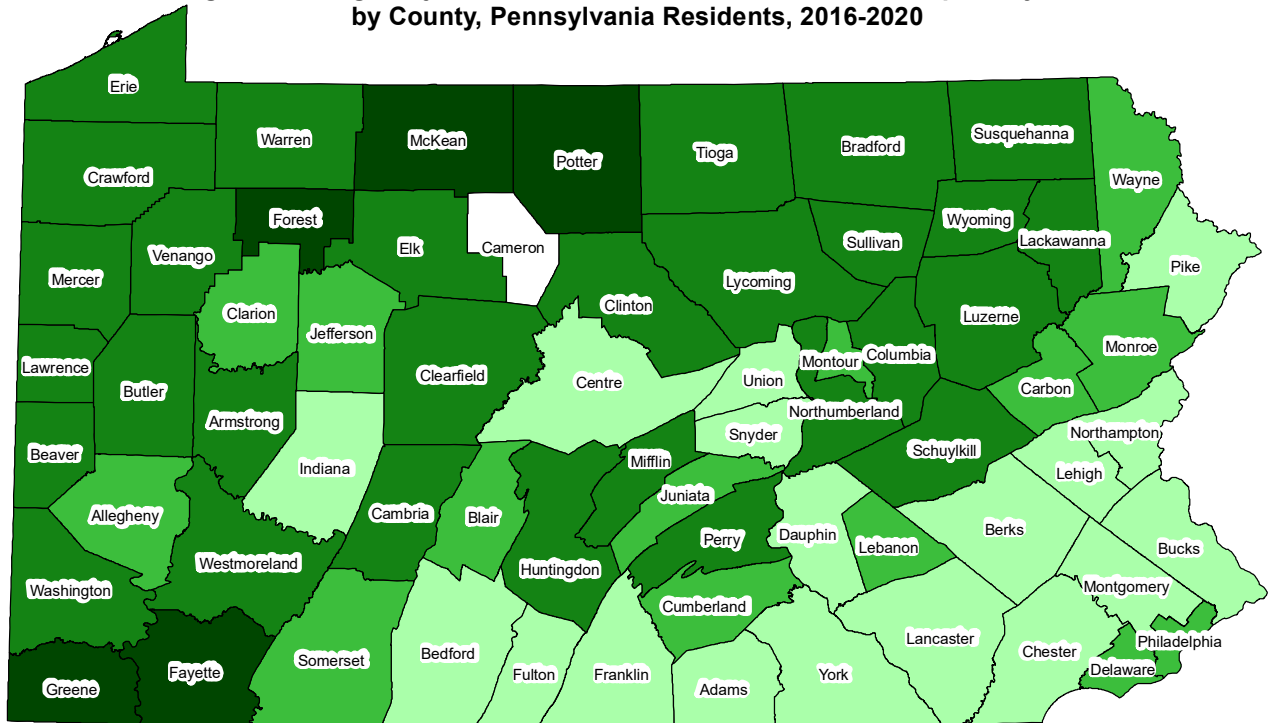 by County, Pennsylvania Residents, 2016-2020
Erie
Warren
McKean
Potter
Tioga
Bradford
Susquehanna
Wayne
Crawford
Forest
Elk
Cameron
Sullivan
Wyoming
Lackawanna
Pike
Mercer
Venango
Clarion
Jefferson
Clinton
Lycoming
Luzerne
Monroe
Lawrence
Butler
Armstrong
Clearfield
Centre
Union
Montour
Columbia
Carbon
Beaver
Indiana
Snyder
Northumberland
Schuylkill
Northampton
Allegheny
Cambria
Blair
Mifflin
Juniata
Lehigh
Washington
Westmoreland
Huntingdon
Perry
Dauphin
Lebanon
Berks
Bucks
Montgomery
Greene
Fayette
Somerset
Bedford
Fulton
Franklin
Cumberland
Adams
York
Lancaster
Chester
Delaware
Philadelphia